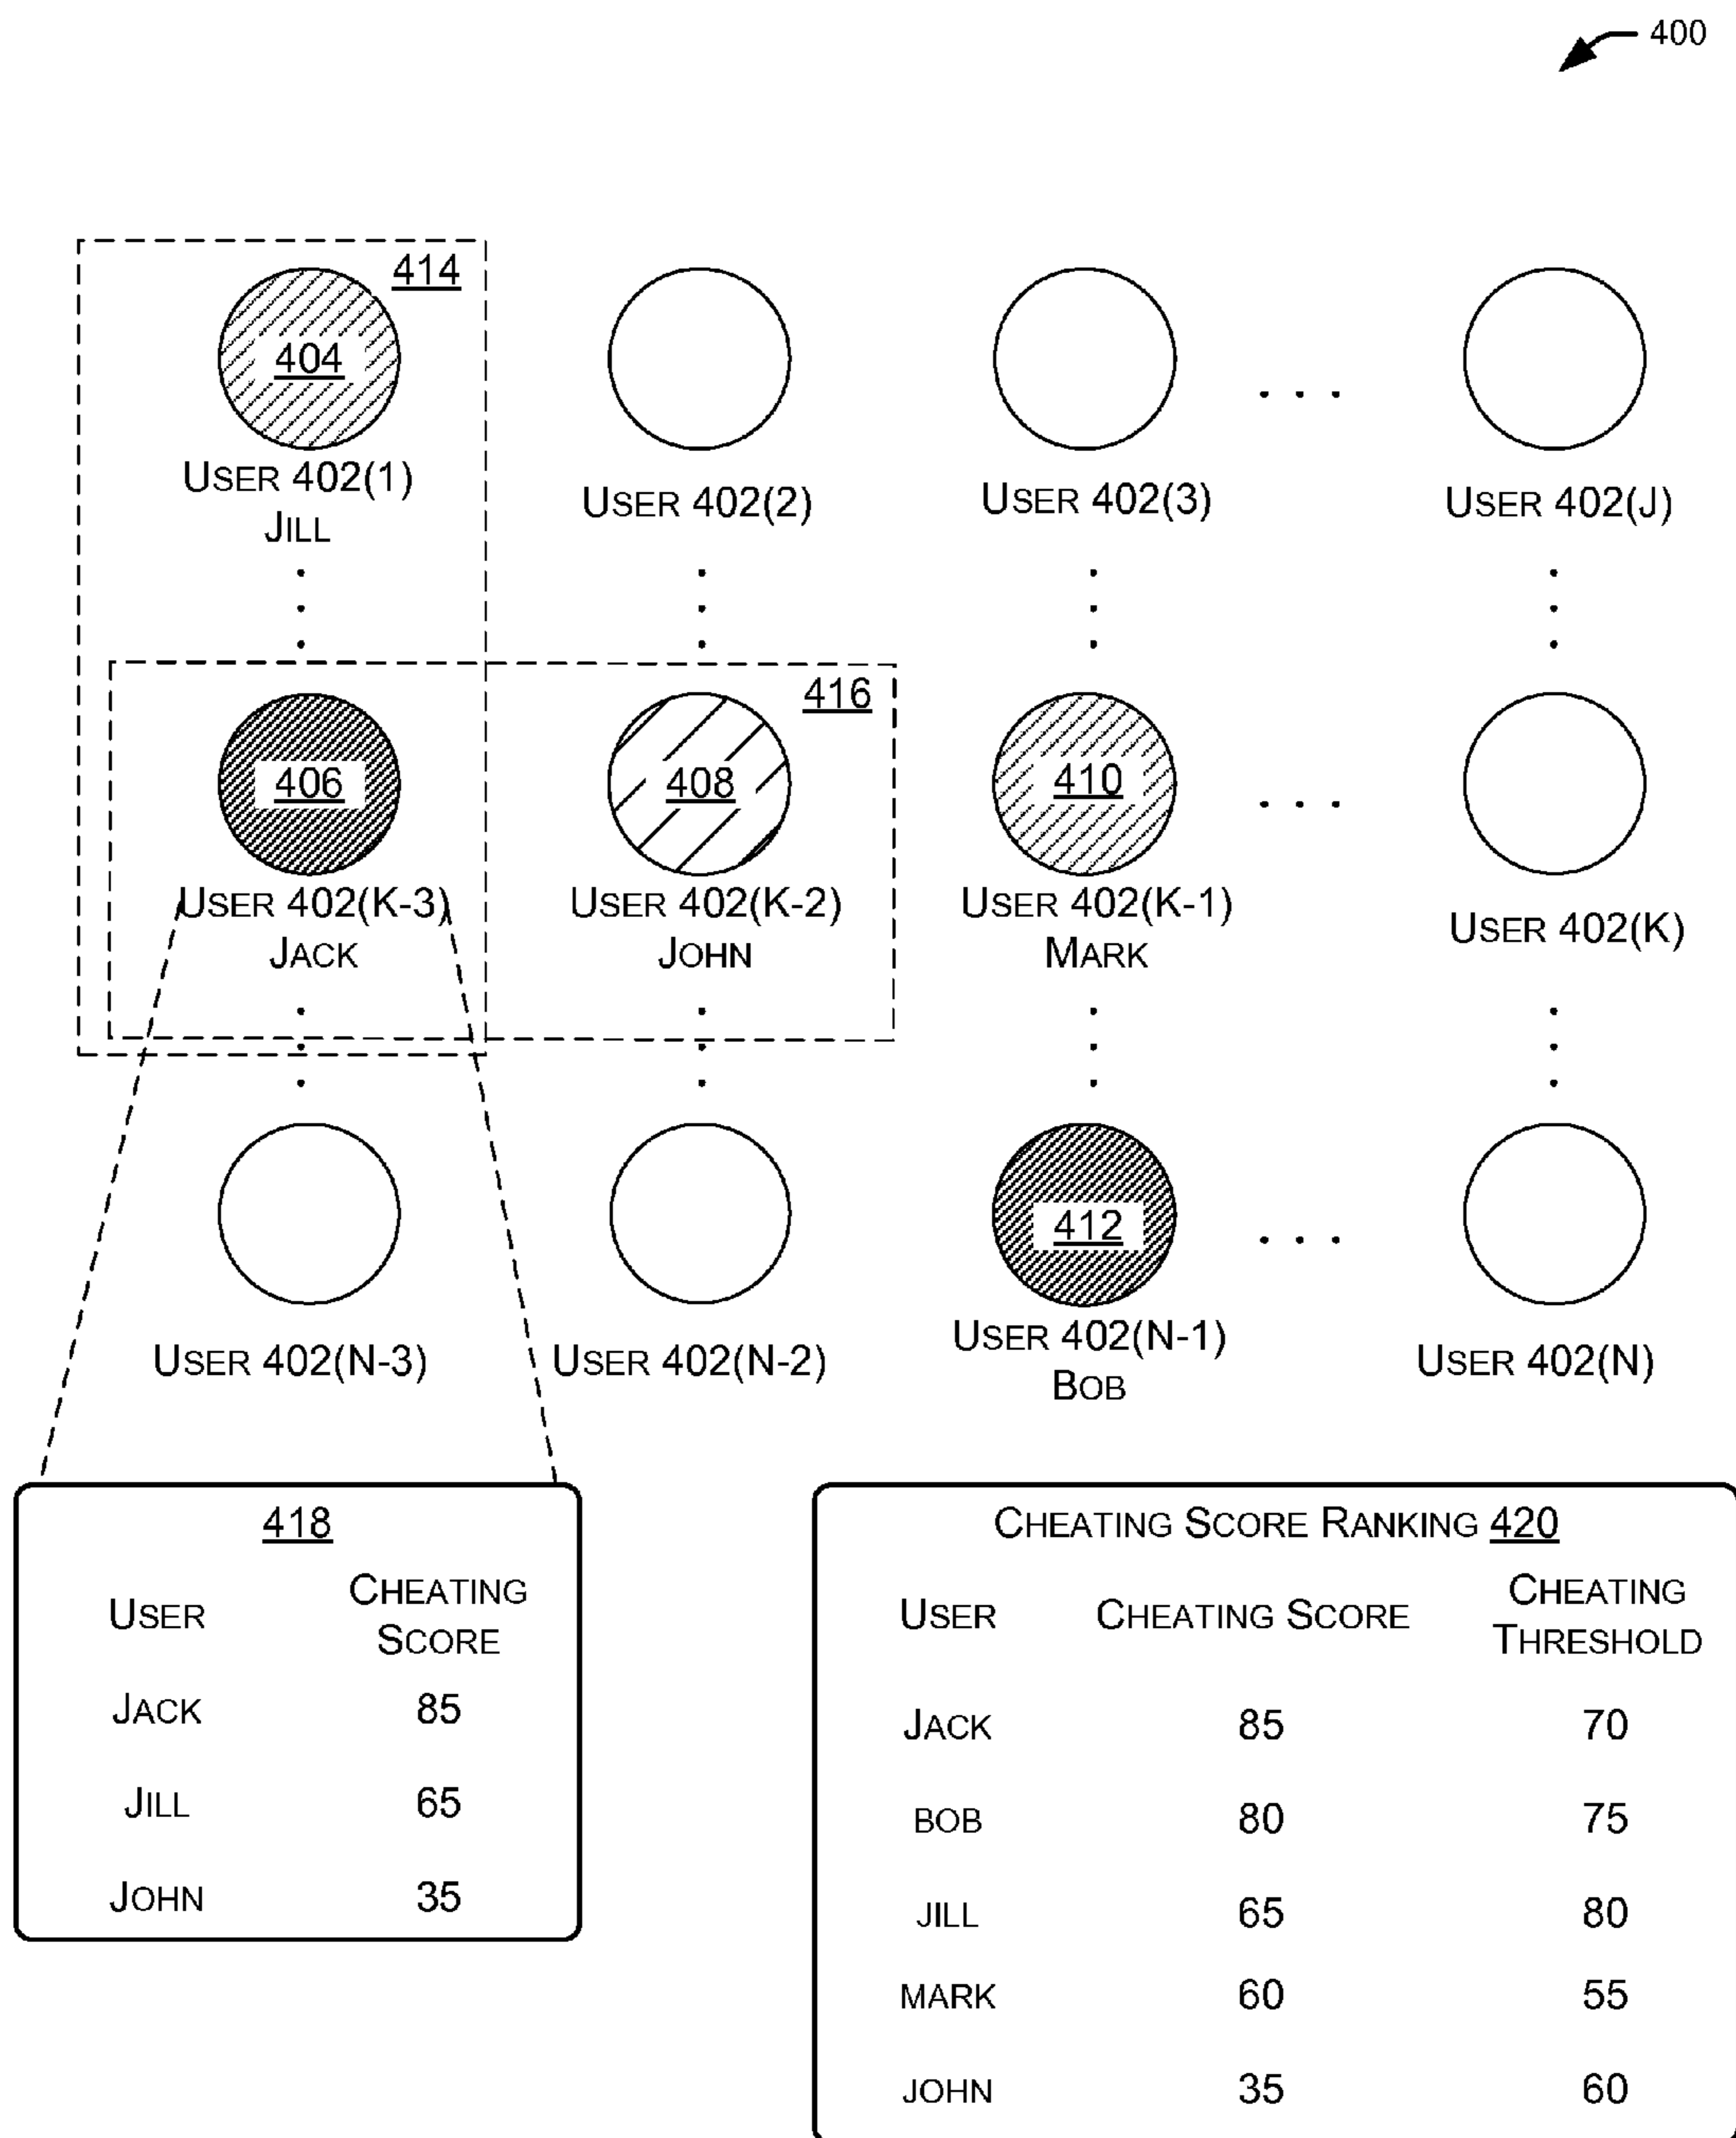 400
414
404
USER 402(1)
JILL
USER 402(2)
USER 402(3)
USER 402(J)
416
406
408
410
USER 402(K-3)
JACK
USER 402(K-2)
JOHN
USER 402(K-1)
MARK
USER 402(K)
412
USER 402(N-3)
USER 402(N-2)
USER 402(N-1)
BOB
USER 402(N)
418
USER CHEATING SCORE
JACK 85
JILL 65
JOHN 35
CHEATING SCORE RANKING 420
USER CHEATING SCORE CHEATING THRESHOLD
JACK 85 70
BOB 80 75
JILL 65 80
MARK 60 55
JOHN 35 60